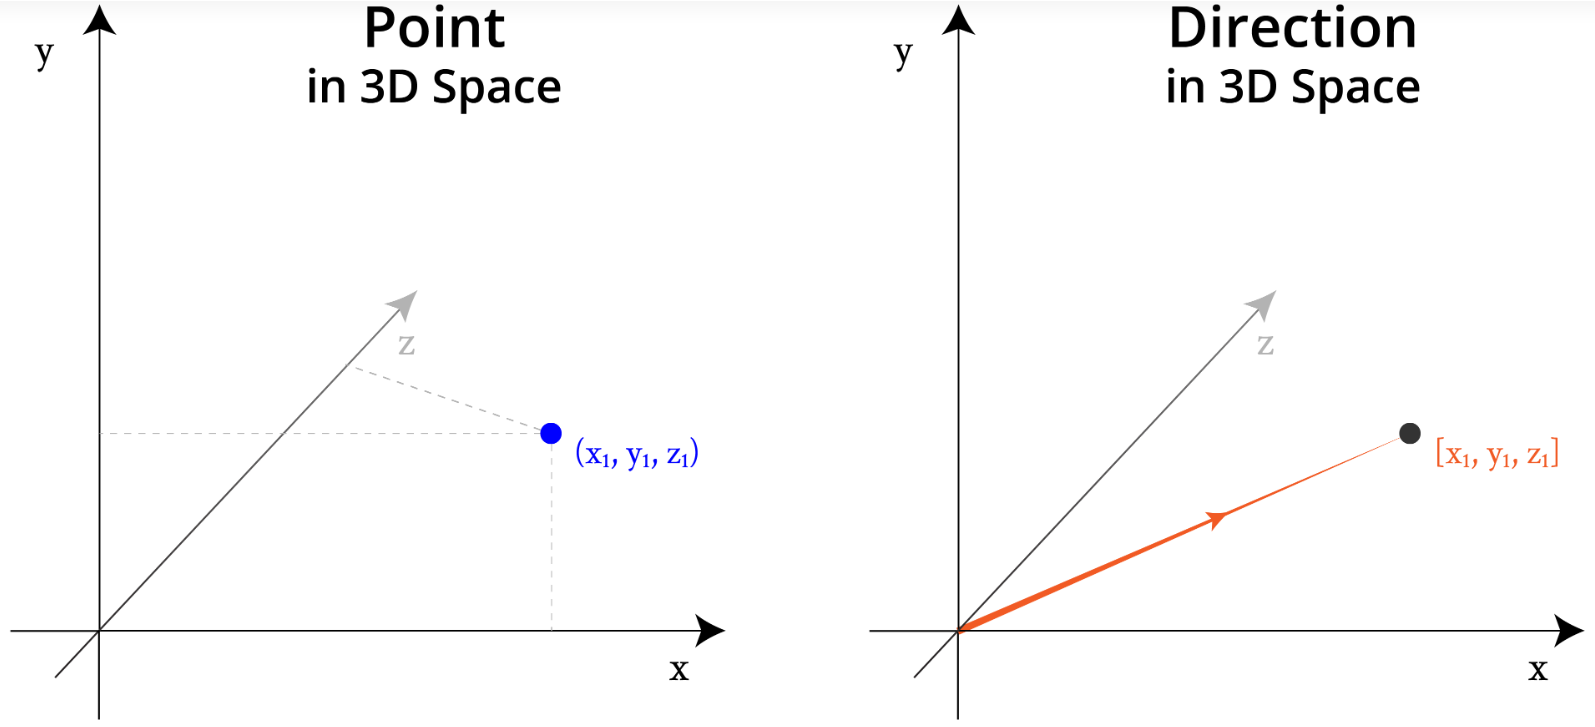 Point
in 3D Space
y
z
(x₁, y₁, z₁)
x
Direction
in 3D Space
y
z
[x₁, y₁, z₁]
x